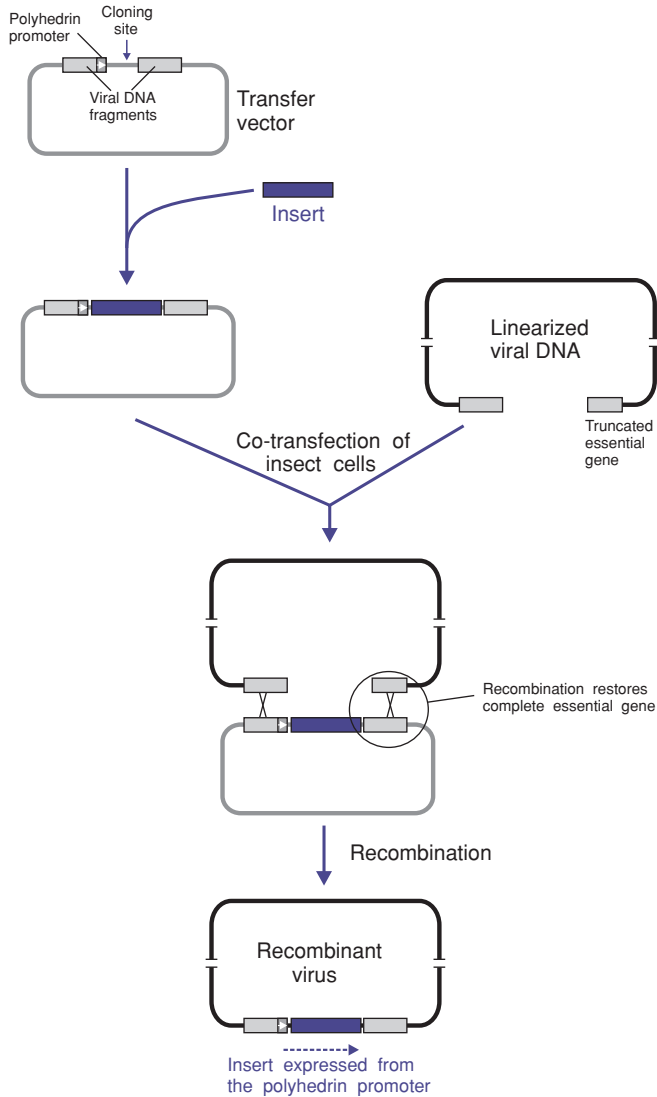 Polyhedrin
promoter
Cloning
site
Viral DNA
fragments
Transfer
vector
Insert
Linearized
viral DNA
Truncated
essential
gene
Co-transfection of
insect cells
Recombination restores
complete essential gene
Recombination
Recombinant
virus
Insert expressed from
the polyhedrin promoter